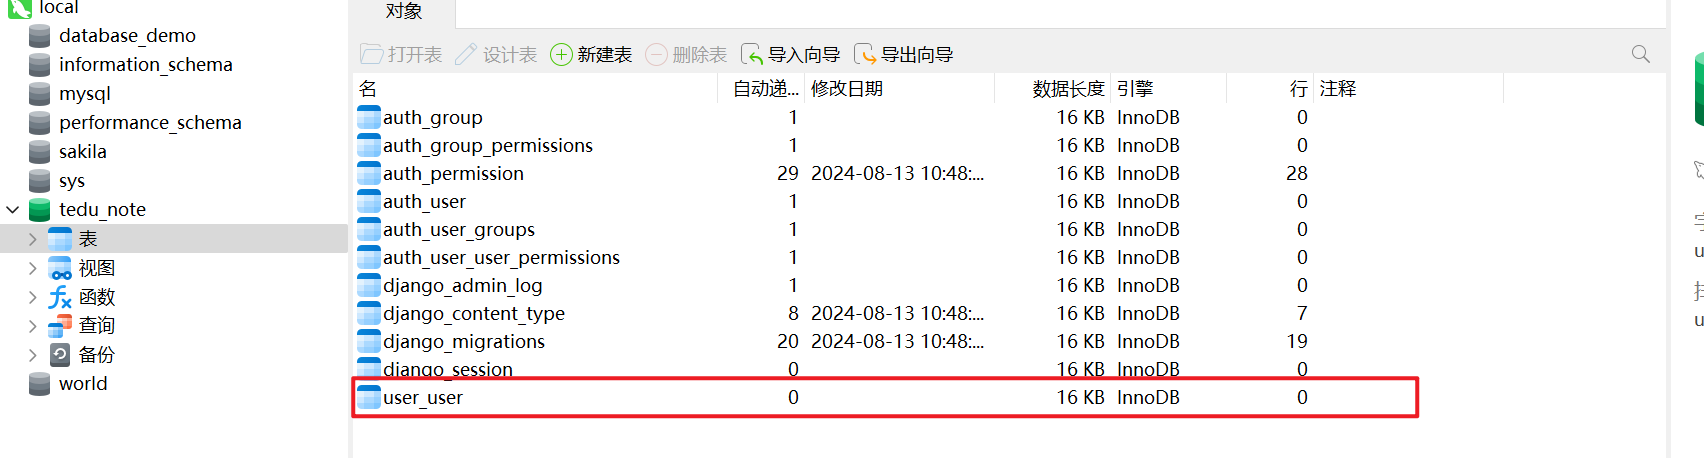 local
database_demo
information_schema
mysql
performance_schema
sakila
sys
tedu_note
表
视图
函数
查询
备份
world
对象
打开表 设计表 新建表 删除表 导入向导 导出向导
名 自动递... 修改日期 数据长度 引擎 行 注释
auth_group 1 16 KB InnoDB 0
auth_group_permissions 1 16 KB InnoDB 0
auth_permission 29 2024-08-13 10:48:... 16 KB InnoDB 28
auth_user 1 16 KB InnoDB 0
auth_user_groups 1 16 KB InnoDB 0
auth_user_user_permissions 1 16 KB InnoDB 0
django_admin_log 1 16 KB InnoDB 0
django_content_type 8 2024-08-13 10:48:... 16 KB InnoDB 7
django_migrations 20 2024-08-13 10:48:... 16 KB InnoDB 19
django_session 0 16 KB InnoDB 0
user_user 0 16 KB InnoDB 0